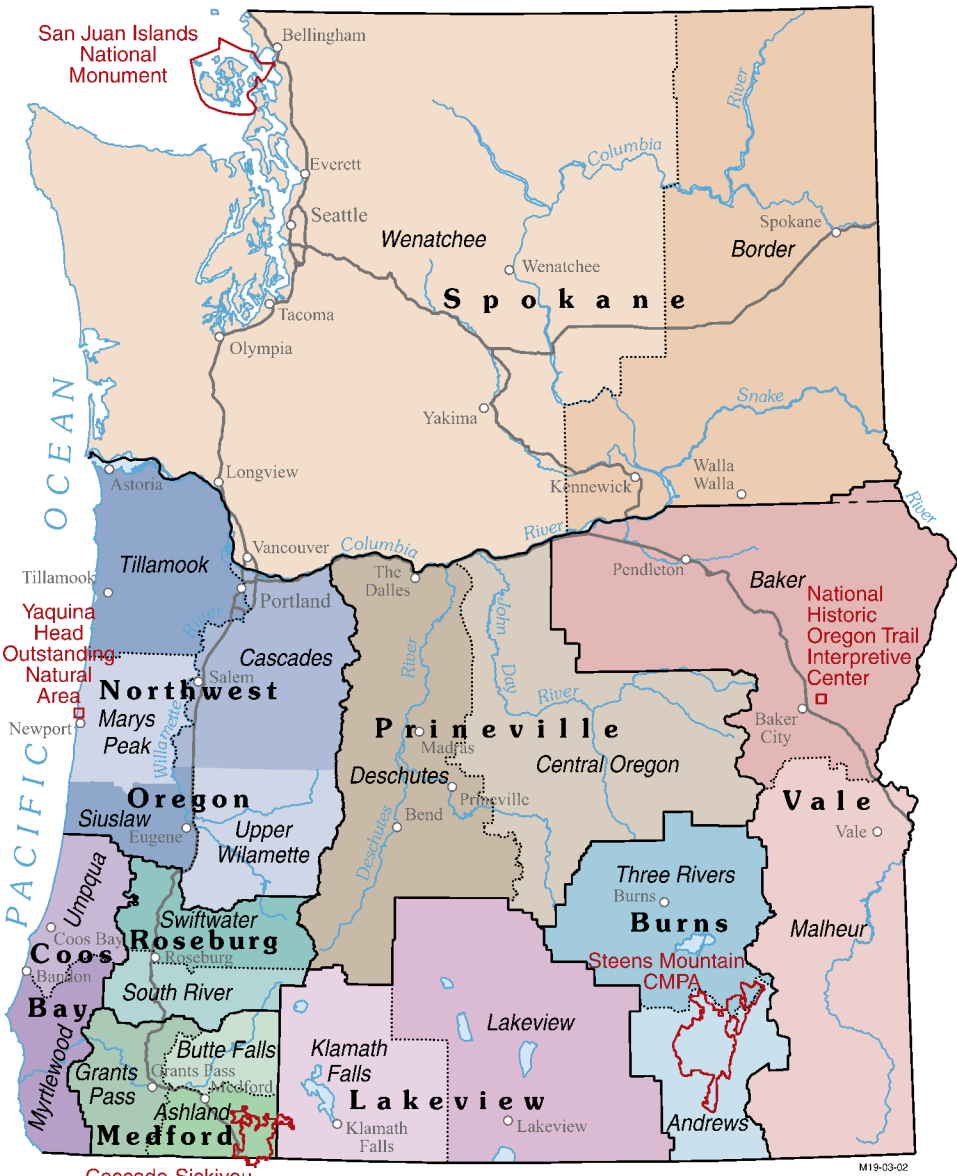 San Juan Islands
National
Monument
Bellingham
River
Columbia
Everett
Seattle
Wenatchee
Spokane
Border
Wenatchee
Spokane
Tacoma
Olympia
Snake
Yakima
OCEAN
Walla
Walla
Longview
Kennewick
Astoria
River
River
Columbia
Vancouver
Tillamook
The
Dalles
Pendleton
Baker
Tillamook
Portland
National
Historic
Oregon Trail
Interpretive
Center
Yaquina
Head
Outstanding
Natural
Area
River
John
Day
River
River
Cascades
Salem
Northwest
Marys
Peak
Newport
Willamette
Prineville
Madras
Baker
City
Deschutes
Central Oregon
Prineville
Oregon
Siuslaw
Eugene
Upper
Wilamette
Bend
Deschutes
Vale
Vale
PACIFIC
Umpqua
Three Rivers
Burns
Burns
Swiftwater
Roseburg
Roseburg
Coos Bay
Coos
Bandon
Bay
Malheur
Steens Mountain
CMPA
South River
Myrtlewood
Lakeview
Butte Falls
Klamath
Falls
Grants
Pass
Grants Pass
Medford
Ashland
Medford
Lakeview
Klamath
Falls
Lakeview
Andrews
Cascade-Siskiyou
M19-03-02